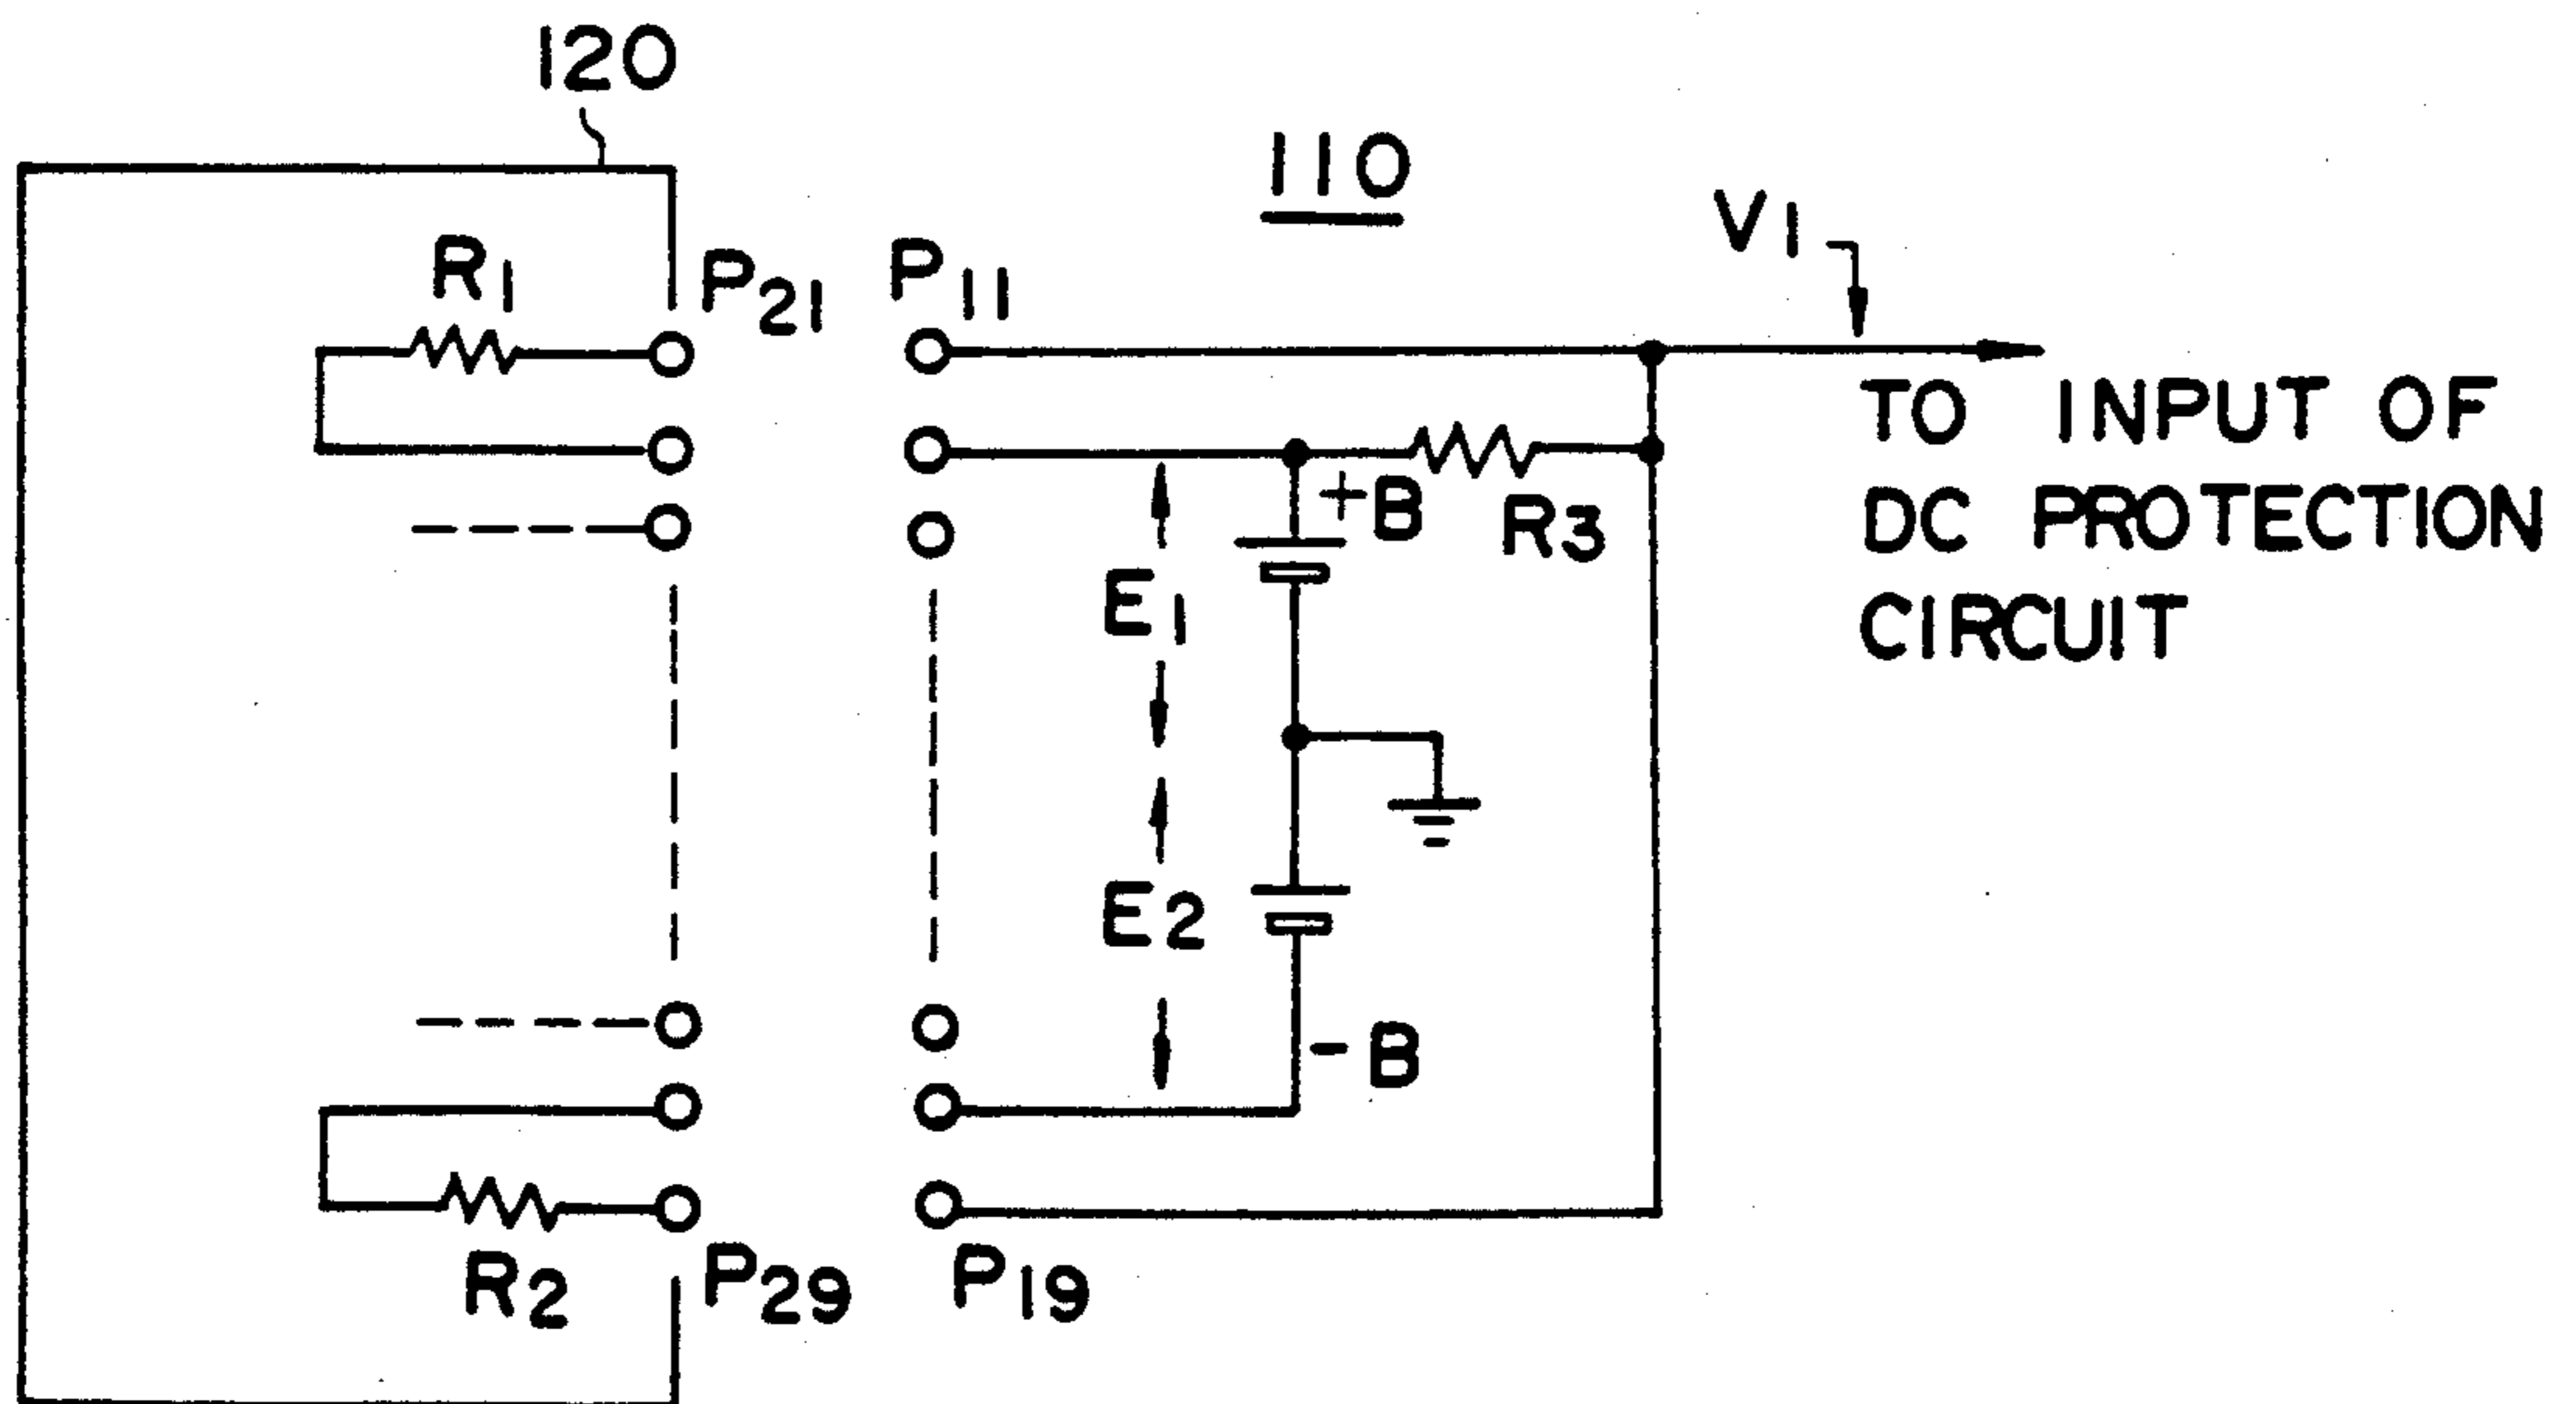 120
110
V1
R1
P21
P11
TO INPUT OF
DC PROTECTION
CIRCUIT
+B
R3
E1
E2
-B
R2
P29
P19